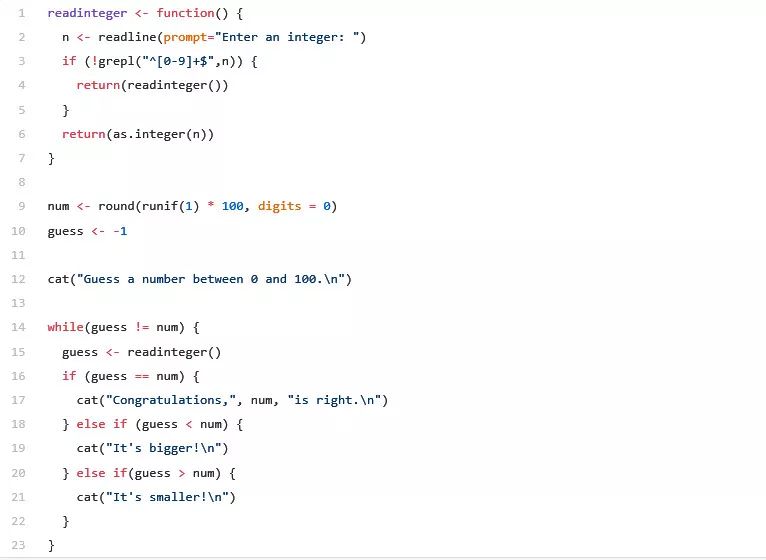 1 readinteger <- function() {
2   n <- readline(prompt="Enter an integer: ")
3   if (!grepl("^[0-9]+$",n)) {
4     return(readinteger())
5   }
6   return(as.integer(n))
7 }
8
9 num <- round(runif(1) * 100, digits = 0)
10 guess <- -1
11
12 cat("Guess a number between 0 and 100.\n")
13
14 while(guess != num) {
15   guess <- readinteger()
16   if (guess == num) {
17     cat("Congratulations,", num, "is right.\n")
18   } else if (guess < num) {
19     cat("It's bigger!\n")
20   } else if(guess > num) {
21     cat("It's smaller!\n")
22   }
23 }